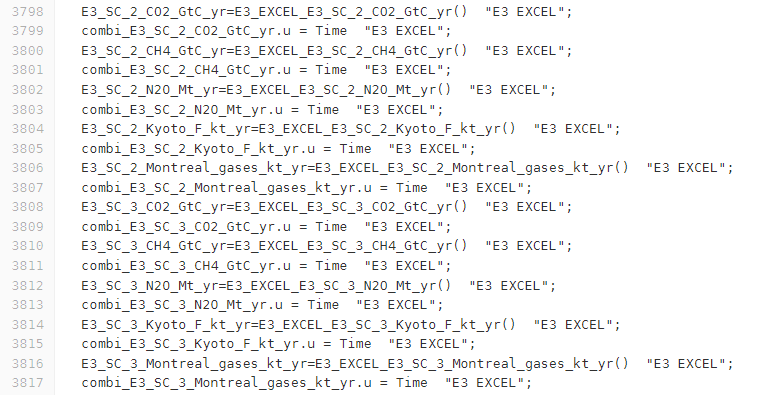 3798 E3_SC_2_CO2_GtC_yr=E3_EXCEL_E3_SC_2_CO2_GtC_yr() "E3 EXCEL";
3799 combi_E3_SC_2_CO2_GtC_yr.u = Time "E3 EXCEL";
3800 E3_SC_2_CH4_GtC_yr=E3_EXCEL_E3_SC_2_CH4_GtC_yr() "E3 EXCEL";
3801 combi_E3_SC_2_CH4_GtC_yr.u = Time "E3 EXCEL";
3802 E3_SC_2_N2O_Mt_yr=E3_EXCEL_E3_SC_2_N2O_Mt_yr() "E3 EXCEL";
3803 combi_E3_SC_2_N2O_Mt_yr.u = Time "E3 EXCEL";
3804 E3_SC_2_Kyoto_F_kt_yr=E3_EXCEL_E3_SC_2_Kyoto_F_kt_yr() "E3 EXCEL";
3805 combi_E3_SC_2_Kyoto_F_kt_yr.u = Time "E3 EXCEL";
3806 E3_SC_2_Montreal_gases_kt_yr=E3_EXCEL_E3_SC_2_Montreal_gases_kt_yr() "E3 EXCEL";
3807 combi_E3_SC_2_Montreal_gases_kt_yr.u = Time "E3 EXCEL";
3808 E3_SC_3_CO2_GtC_yr=E3_EXCEL_E3_SC_3_CO2_GtC_yr() "E3 EXCEL";
3809 combi_E3_SC_3_CO2_GtC_yr.u = Time "E3 EXCEL";
3810 E3_SC_3_CH4_GtC_yr=E3_EXCEL_E3_SC_3_CH4_GtC_yr() "E3 EXCEL";
3811 combi_E3_SC_3_CH4_GtC_yr.u = Time "E3 EXCEL";
3812 E3_SC_3_N2O_Mt_yr=E3_EXCEL_E3_SC_3_N2O_Mt_yr() "E3 EXCEL";
3813 combi_E3_SC_3_N2O_Mt_yr.u = Time "E3 EXCEL";
3814 E3_SC_3_Kyoto_F_kt_yr=E3_EXCEL_E3_SC_3_Kyoto_F_kt_yr() "E3 EXCEL";
3815 combi_E3_SC_3_Kyoto_F_kt_yr.u = Time "E3 EXCEL";
3816 E3_SC_3_Montreal_gases_kt_yr=E3_EXCEL_E3_SC_3_Montreal_gases_kt_yr() "E3 EXCEL";
3817 combi_E3_SC_3_Montreal_gases_kt_yr.u = Time "E3 EXCEL";